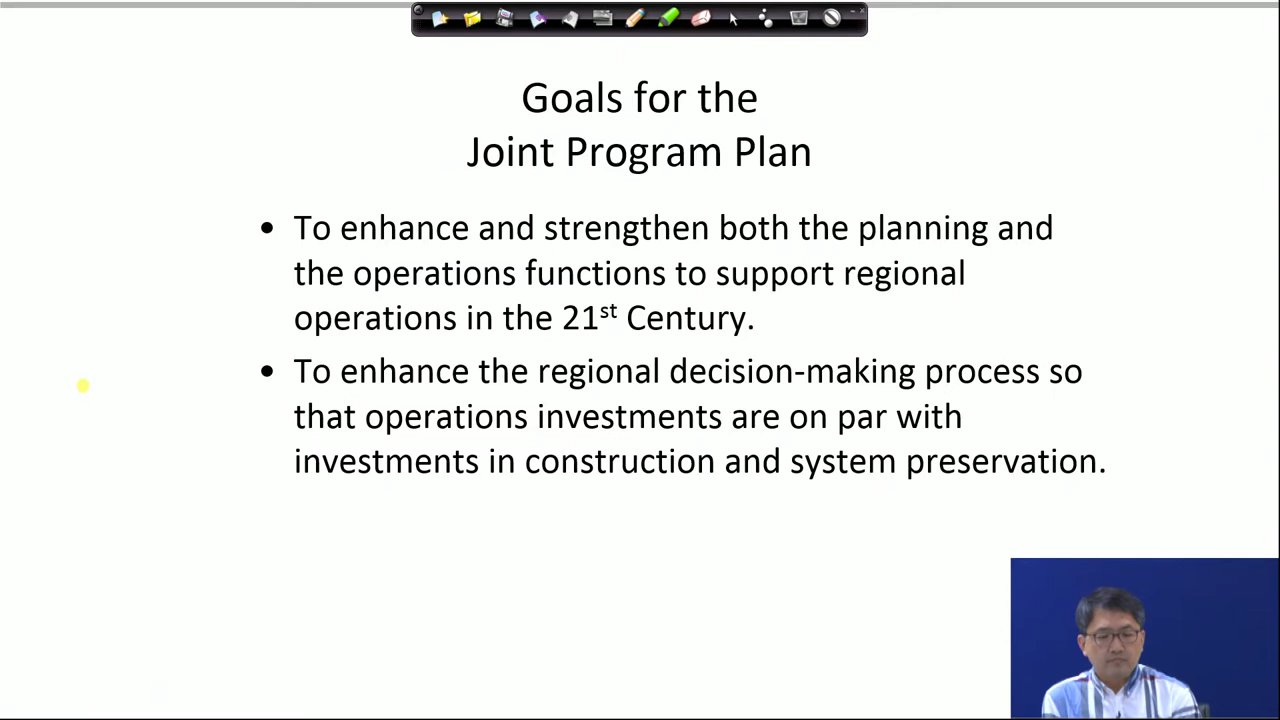 Goals for the
Joint Program Plan
• To enhance and strengthen both the planning and
the operations functions to support regional
operations in the 21st Century.
• To enhance the regional decision-making process so
that operations investments are on par with
investments in construction and system preservation.